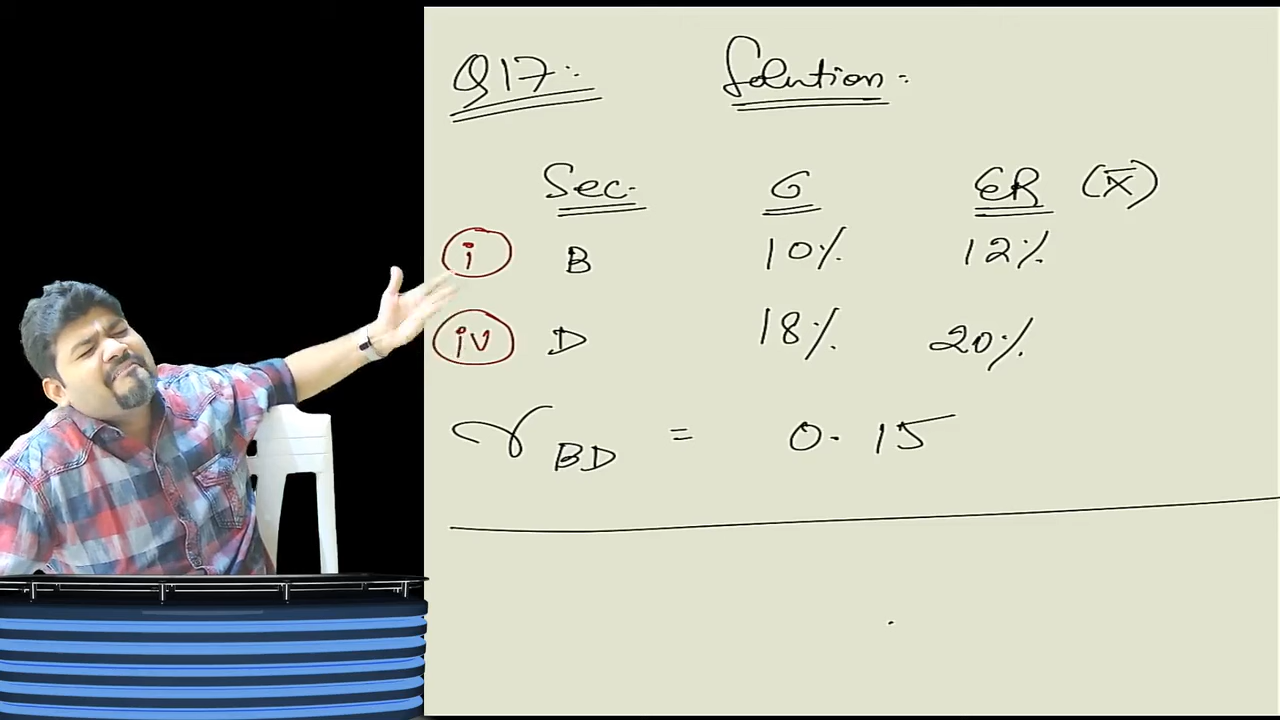 Q17:- Solution:-
Sec. σ ER (X̄)
i B 10% 12%
iv D 18% 20%
r BD = 0.15